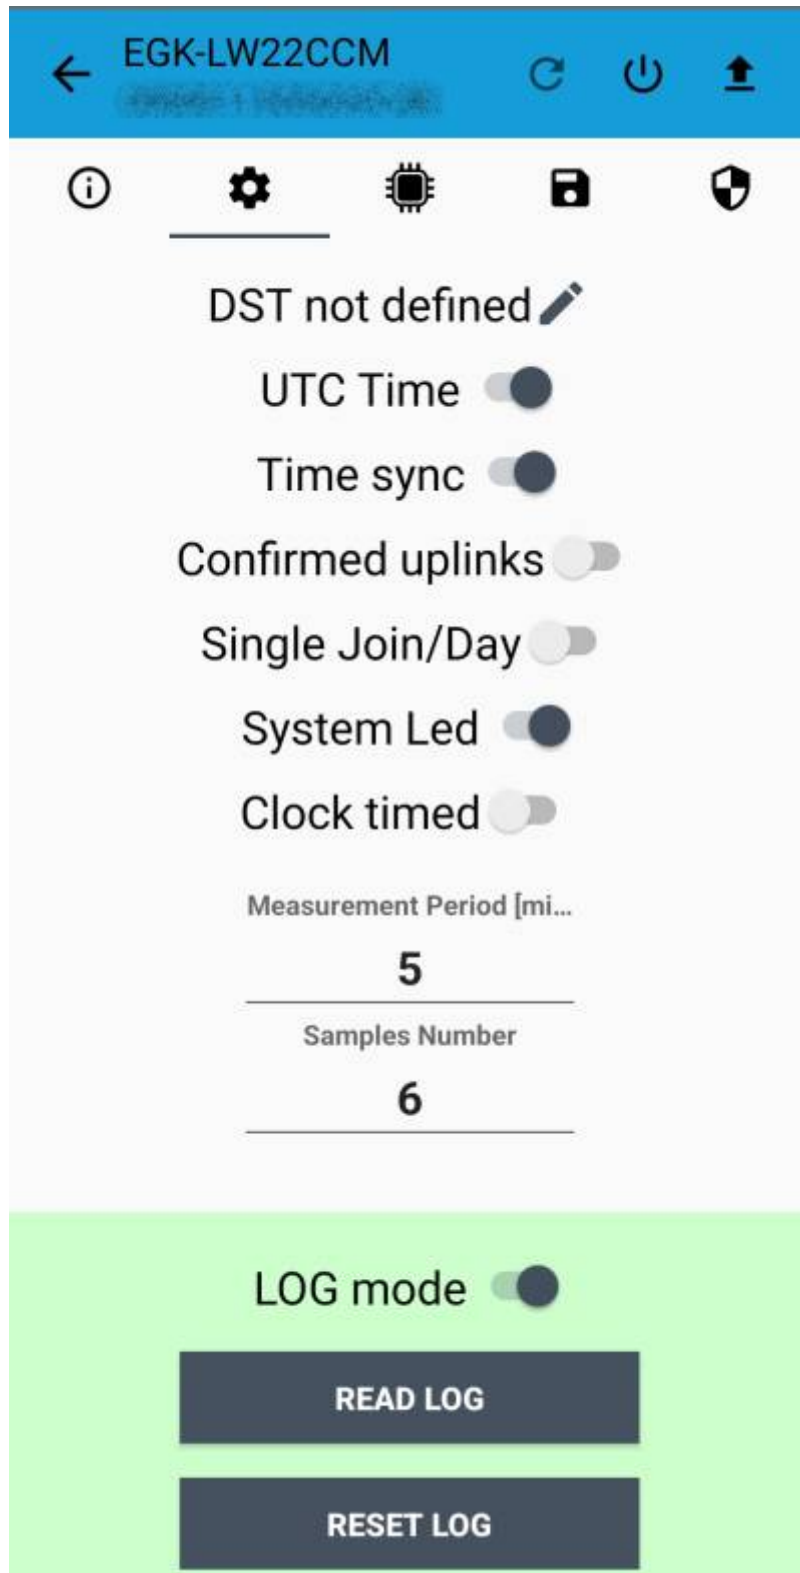 EGK-LW22CCM
DST not defined
UTC Time
Time sync
Confirmed uplinks
Single Join/Day
System Led
Clock timed
Measurement Period [mi...
5
Samples Number
6
LOG mode
READ LOG
RESET LOG